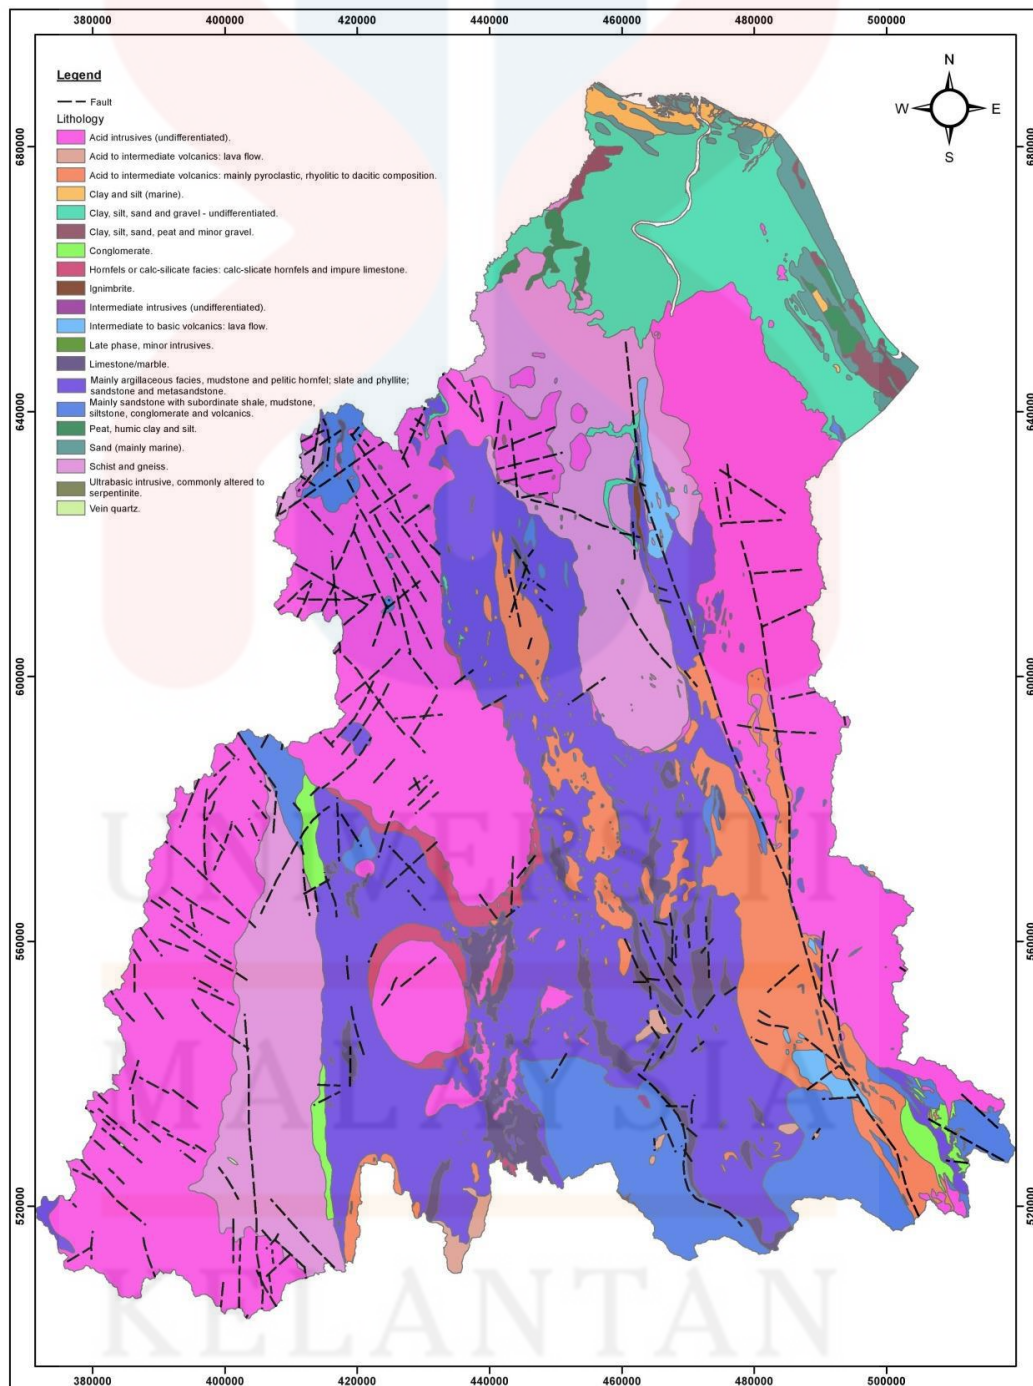 380000 400000 420000 440000 460000 480000 500000
N
W E
S
Legend
Fault
Lithology
Acid intrusives (undifferentiated).
Acid to intermediate volcanics: lava flow.
Acid to intermediate volcanics: mainly pyroclastic, rhyolitic to dacitic composition.
Clay and silt (marine).
Clay, silt, sand and gravel - undifferentiated.
Clay, silt, sand, peat and minor gravel.
Conglomerate.
Hornfels or calc-silicate facies: calc-slicate hornfels and impure limestone.
Ignimbrite.
Intermediate intrusives (undifferentiated).
Intermediate to basic volcanics: lava flow.
Late phase, minor intrusives.
Limestone/marble.
Mainly argillaceous facies, mudstone and pelitic hornfel; slate and phyllite;
sandstone and metasandstone.
Mainly sandstone with subordinate shale, mudstone,
siltstone, conglomerate and volcanics.
Peat, humic clay and silt.
Sand (mainly marine).
Schist and gneiss.
Ultrabasic intrusive, commonly altered to
serpentinite.
Vein quartz.
680000 680000
640000 640000
600000 600000
560000 560000
520000 520000
UNIVERSITI
MALAYSIA
KELANTAN
380000 400000 420000 440000 460000 480000 500000